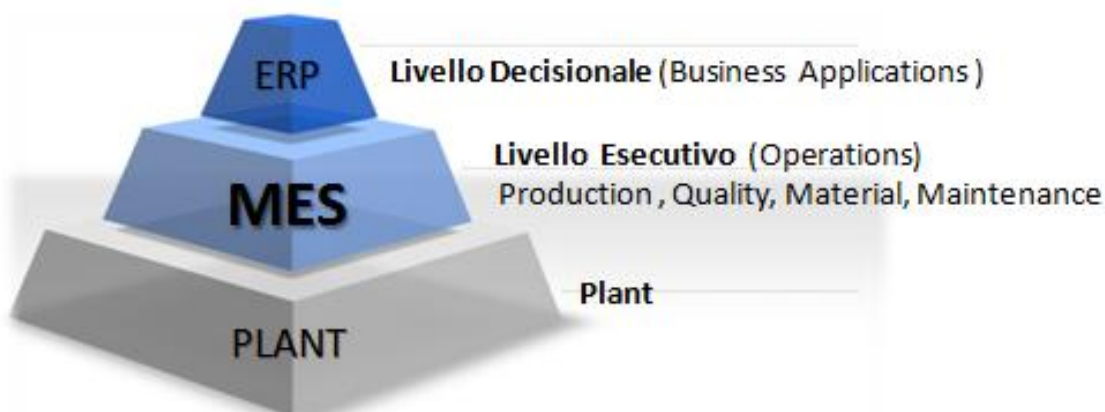 ERP
Livello Decisionale (Business Applications )
MES
Livello Esecutivo (Operations)
Production , Quality, Material, Maintenance
PLANT
Plant